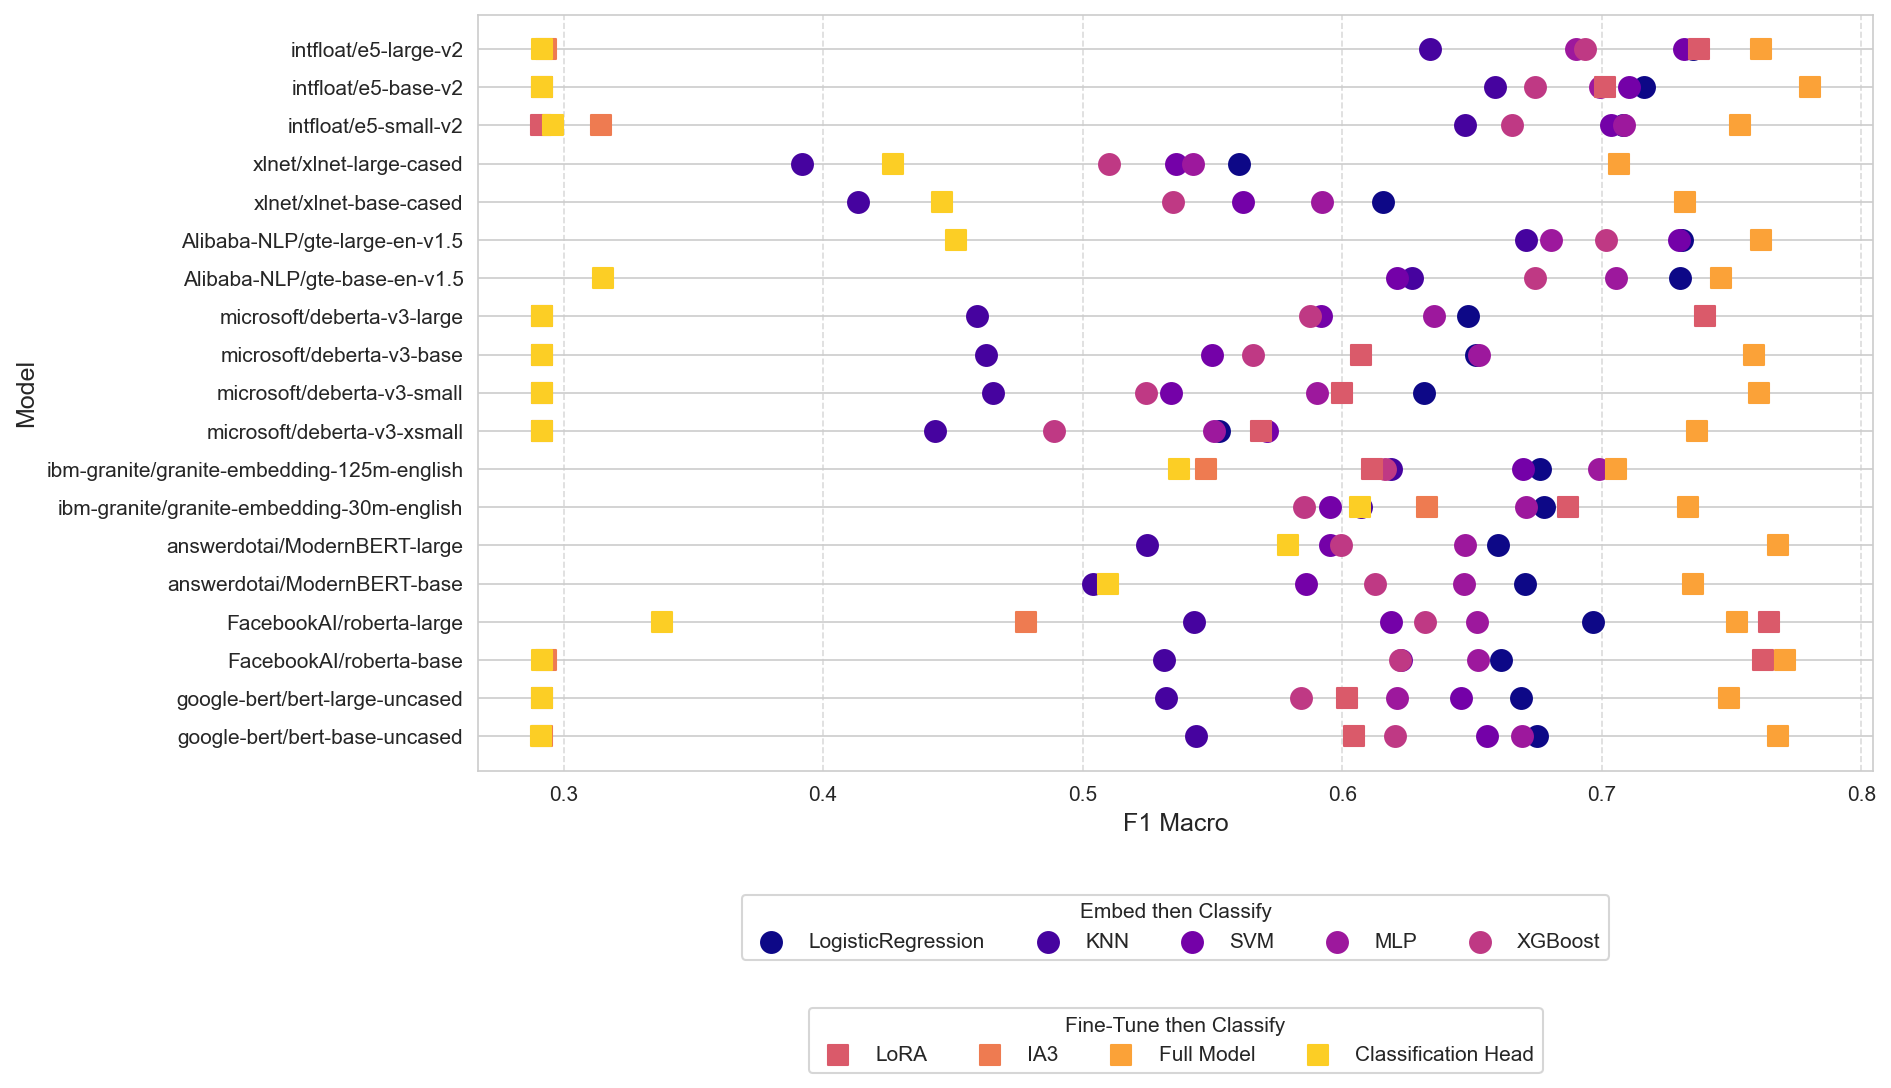 intfloat/e5-large-v2
intfloat/e5-base-v2
intfloat/e5-small-v2
xlnet/xlnet-large-cased
xlnet/xlnet-base-cased
Alibaba-NLP/gte-large-en-v1.5
Alibaba-NLP/gte-base-en-v1.5
microsoft/deberta-v3-large
microsoft/deberta-v3-base
microsoft/deberta-v3-small
microsoft/deberta-v3-xsmall
ibm-granite/granite-embedding-125m-english
ibm-granite/granite-embedding-30m-english
answerdotai/ModernBERT-large
answerdotai/ModernBERT-base
FacebookAI/roberta-large
FacebookAI/roberta-base
google-bert/bert-large-uncased
google-bert/bert-base-uncased
Model
0.3 0.4 0.5 0.6 0.7 0.8
F1 Macro
Embed then Classify
LogisticRegression KNN SVM MLP XGBoost
Fine-Tune then Classify
LoRA IA3 Full Model Classification Head